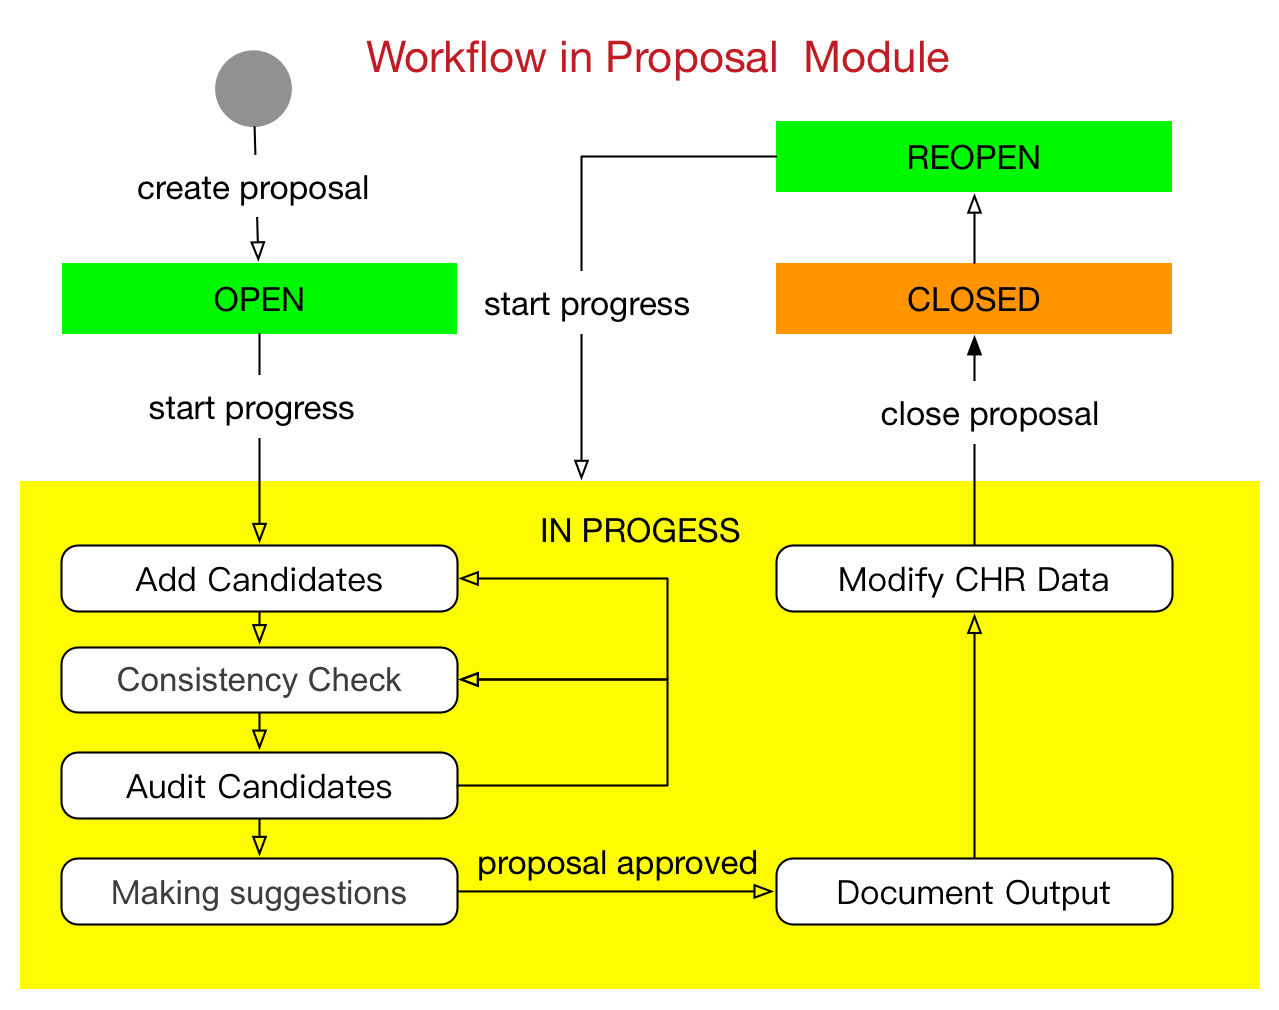 Workflow in Proposal  Module
create proposal
OPEN
start progress
REOPEN
start progress
CLOSED
close proposal
IN PROGESS
Add Candidates
Consistency Check
Audit Candidates
Making suggestions
proposal approved
Document Output
Modify CHR Data